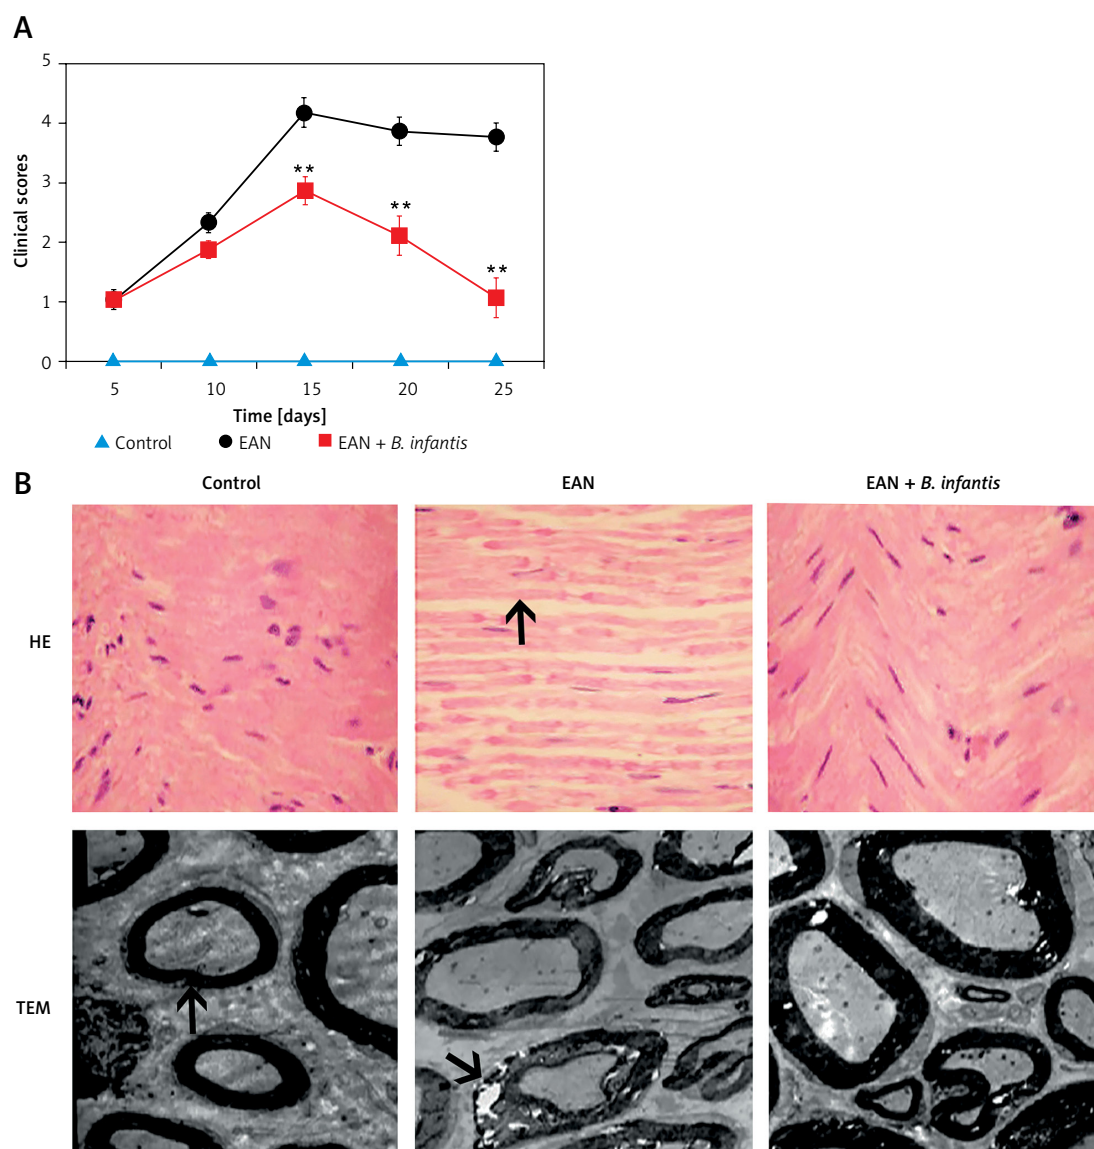 A
5
4
3
2
1
0
Clinical scores
**
**
**
5 10 15 20 25
Time [days]
Control EAN EAN + B. infantis
B
Control EAN EAN + B. infantis
HE
TEM